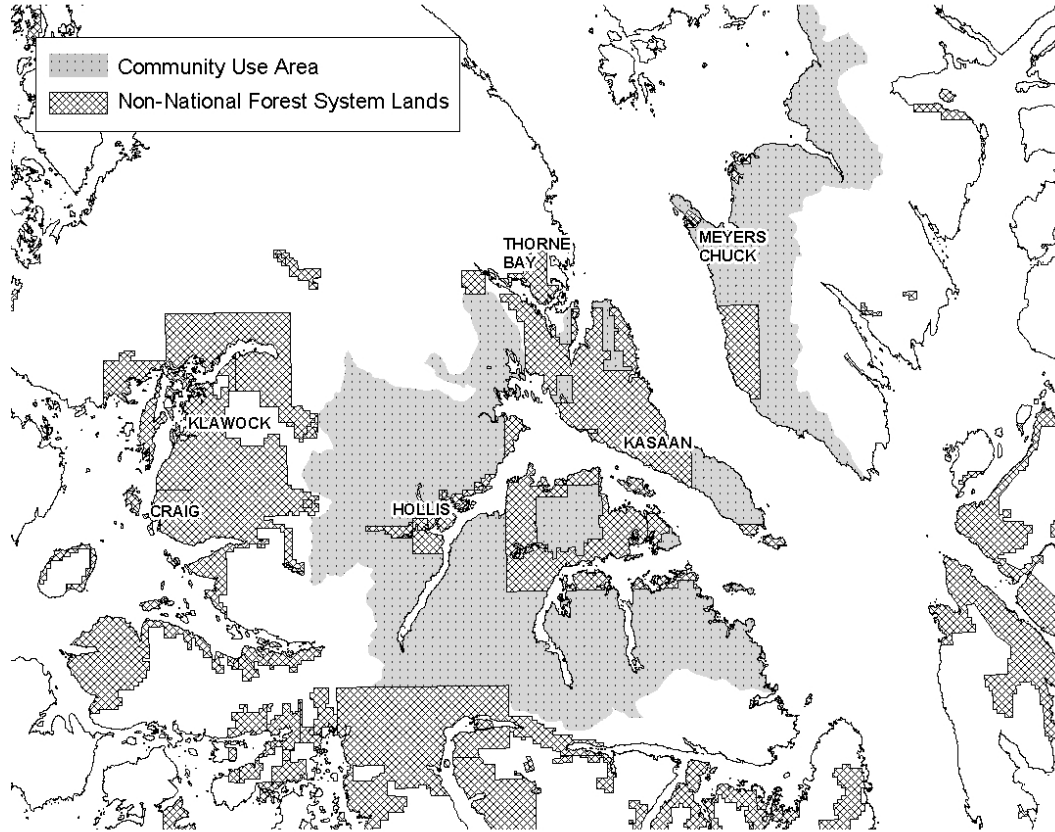 Community Use Area
Non-National Forest System Lands
THORNE
BAY
MEYERS
CHUCK
KLAWOCK
KASAAN
CRAIG
HOLLIS